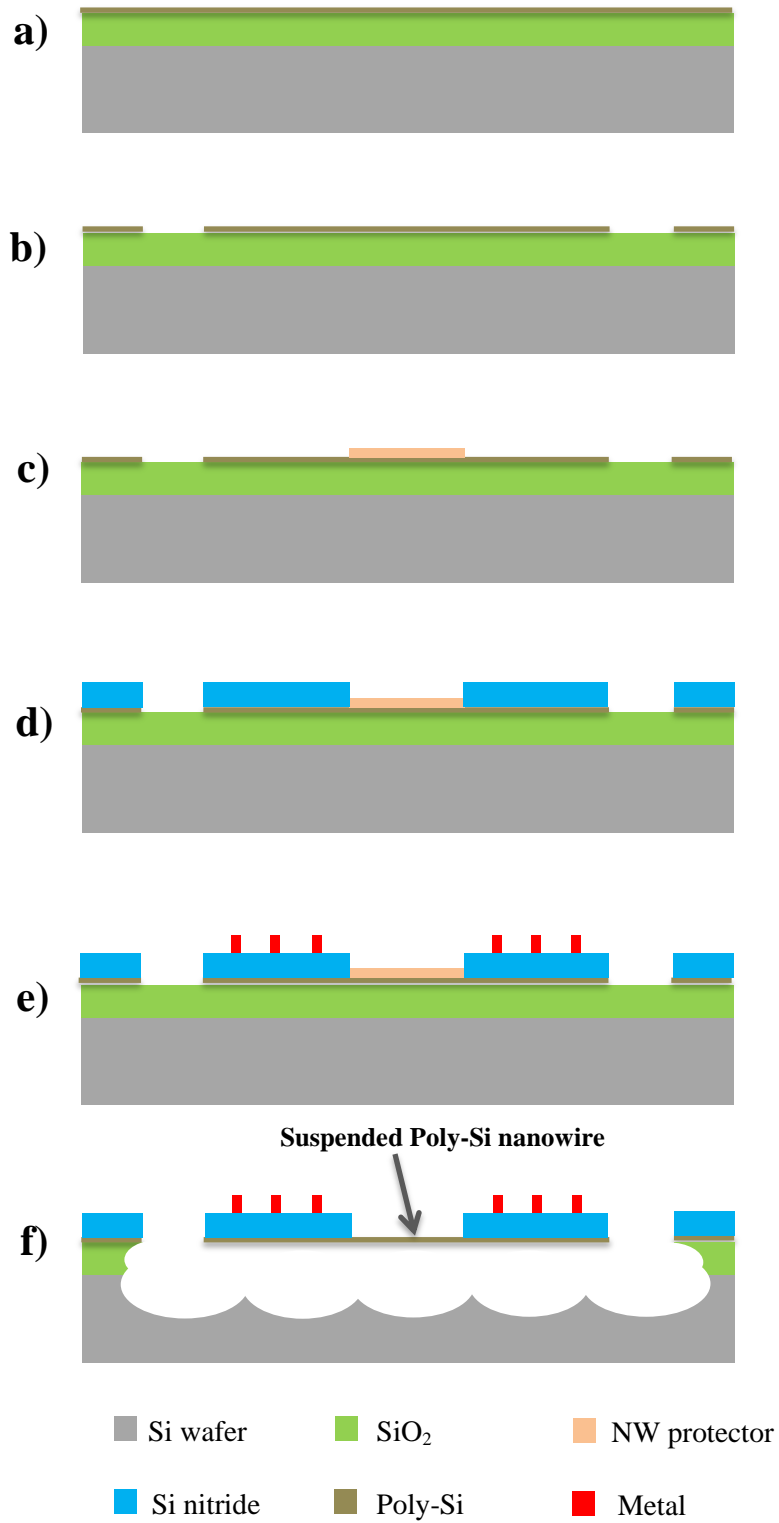 a)
b)
c)
d)
e)
Suspended Poly-Si nanowire
f)
Si wafer SiO₂ NW protector
Si nitride Poly-Si Metal